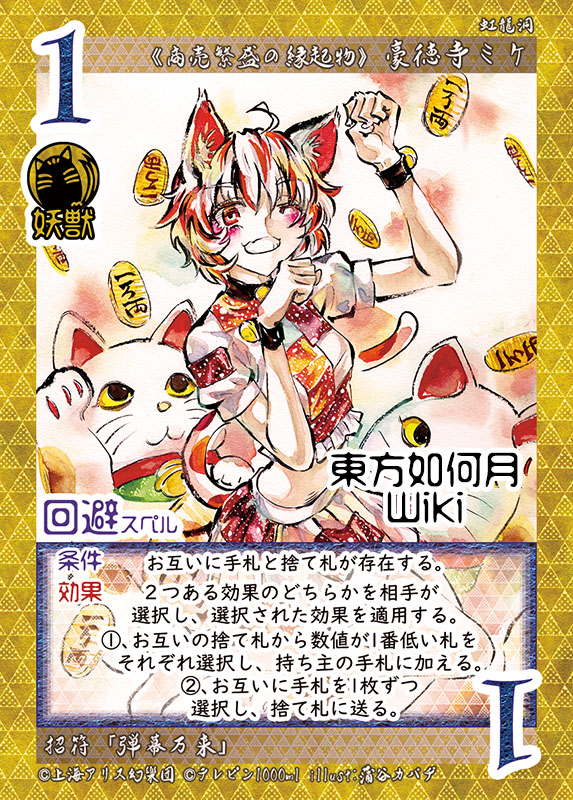 虹龍洞
1
《商売繁盛の縁起物》 豪徳寺ミケ
妖獣
東方如何月
Wiki
回避スペル
条件 お互いに手札と捨て札が存在する。
効果 2つある効果のどちらかを相手が
選択し、選択された効果を適用する。
①、お互いの捨て札から数値が1番低い札を
それぞれ選択し、持ち主の手札に加える。
②、お互いに手札を1枚ずつ
選択し、捨て札に送る。
1
招符 「弾幕万来」
©上海アリス幻樂団 ©テレピン1000ml illust:蒲谷カバヂ